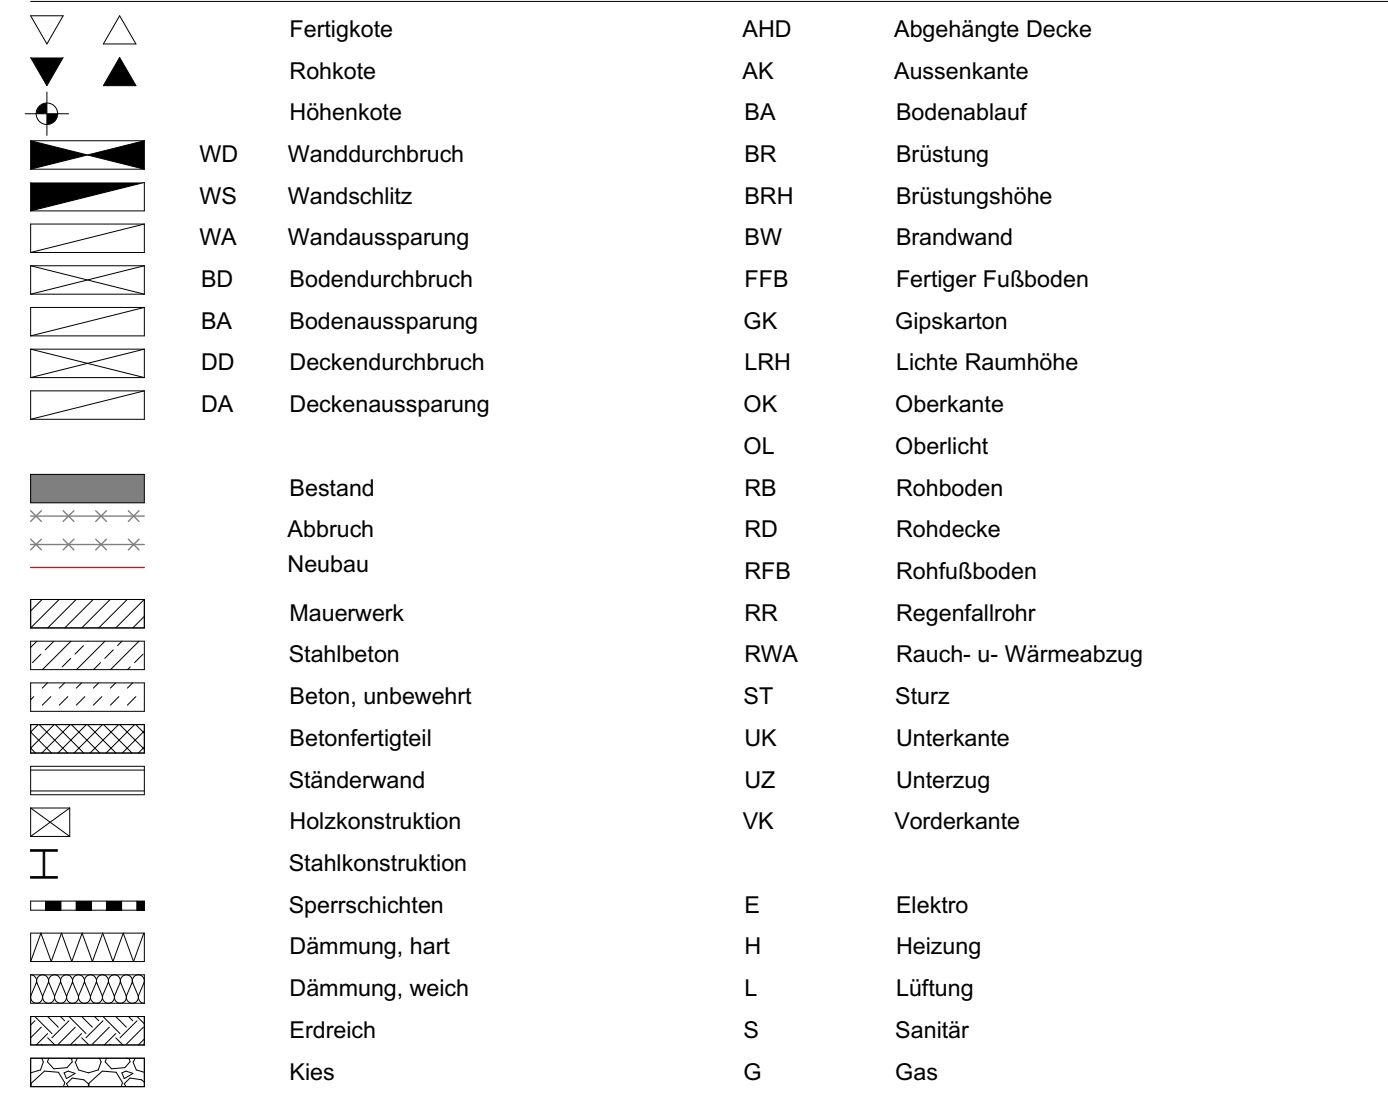 Fertigkote AHD Abgehängte Decke
Rohkote AK Aussenkante
Höhenkote BA Bodenablauf
WD Wanddurchbruch BR Brüstung
WS Wandschlitz BRH Brüstungshöhe
WA Wandaussparung BW Brandwand
BD Bodendurchbruch FFB Fertiger Fußboden
BA Bodenaussparung GK Gipskarton
DD Deckendurchbruch LRH Lichte Raumhöhe
DA Deckenaussparung OK Oberkante
OL Oberlicht
Bestand RB Rohboden
Abbruch RD Rohdecke
Neubau RFB Rohfußboden
Mauerwerk RR Regenfallrohr
Stahlbeton RWA Rauch- u- Wärmeabzug
Beton, unbewehrt ST Sturz
Betonfertigteil UK Unterkante
Ständerwand UZ Unterzug
Holzkonstruktion VK Vorderkante
Stahlkonstruktion
Sperrschichten E Elektro
Dämmung, hart H Heizung
Dämmung, weich L Lüftung
Erdreich S Sanitär
Kies G Gas